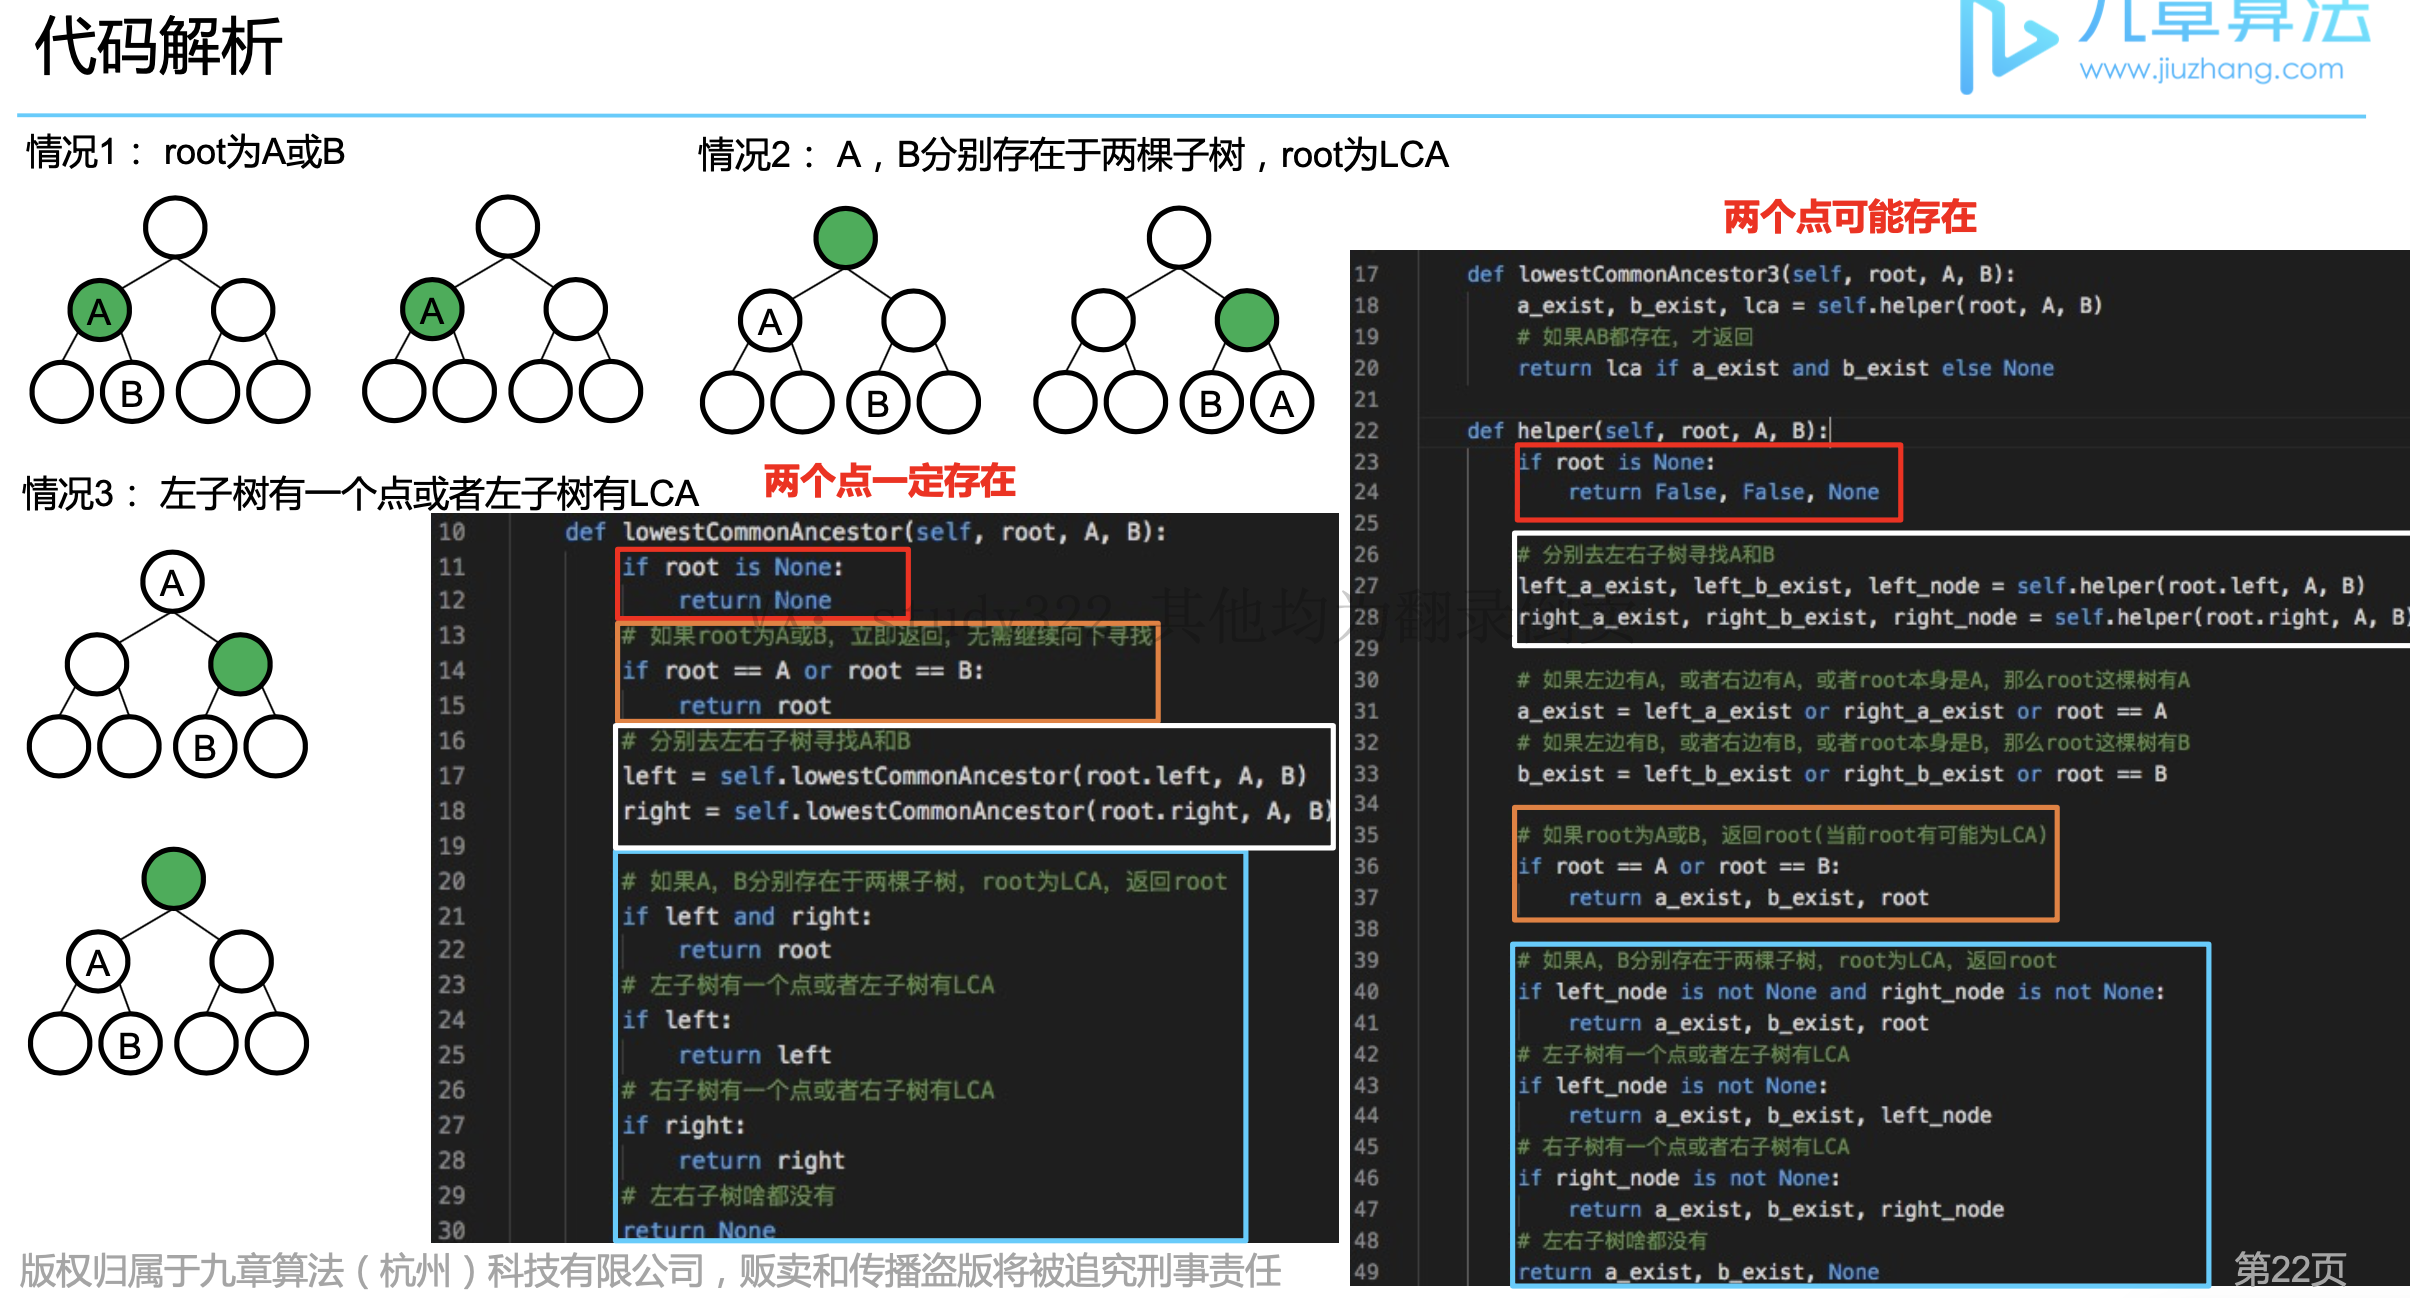 代码解析
九章算法
www.jiuzhang.com
情况1： root为A或B
情况2： A，B分别存在于两棵子树，root为LCA
两个点可能存在
A
B
A
A
B
B A
情况3： 左子树有一个点或者左子树有LCA
两个点一定存在
A
B
A
B
10 def lowestCommonAncestor(self, root, A, B):
11 if root is None:
12 return None
13 # 如果root为A或B，立即返回，无需继续向下寻找
14 if root == A or root == B:
15 return root
16 # 分别去左右子树寻找A和B
17 left = self.lowestCommonAncestor(root.left, A, B)
18 right = self.lowestCommonAncestor(root.right, A, B)
19
20 # 如果A，B分别存在于两棵子树，root为LCA，返回root
21 if left and right:
22 return root
23 # 左子树有一个点或者左子树有LCA
24 if left:
25 return left
26 # 右子树有一个点或者右子树有LCA
27 if right:
28 return right
29 # 左右子树啥都没有
30 return None
17 def lowestCommonAncestor3(self, root, A, B):
18 a_exist, b_exist, lca = self.helper(root, A, B)
19 # 如果AB都存在，才返回
20 return lca if a_exist and b_exist else None
21
22 def helper(self, root, A, B):
23 if root is None:
24 return False, False, None
25
26 # 分别去左右子树寻找A和B
27 left_a_exist, left_b_exist, left_node = self.helper(root.left, A, B)
28 right_a_exist, right_b_exist, right_node = self.helper(root.right, A, B)
29
30 # 如果左边有A，或者右边有A，或者root本身是A，那么root这棵树有A
31 a_exist = left_a_exist or right_a_exist or root == A
32 # 如果左边有B，或者右边有B，或者root本身是B，那么root这棵树有B
33 b_exist = left_b_exist or right_b_exist or root == B
34
35 # 如果root为A或B，返回root(当前root有可能为LCA)
36 if root == A or root == B:
37 return a_exist, b_exist, root
38
39 # 如果A，B分别存在于两棵子树，root为LCA，返回root
40 if left_node is not None and right_node is not None:
41 return a_exist, b_exist, root
42 # 左子树有一个点或者左子树有LCA
43 if left_node is not None:
44 return a_exist, b_exist, left_node
45 # 右子树有一个点或者右子树有LCA
46 if right_node is not None:
47 return a_exist, b_exist, right_node
48 # 左右子树啥都没有
49 return a_exist, b_exist, None
study322 其他均为翻录
版权归属于九章算法（杭州）科技有限公司，贩卖和传播盗版将被追究刑事责任
第22页